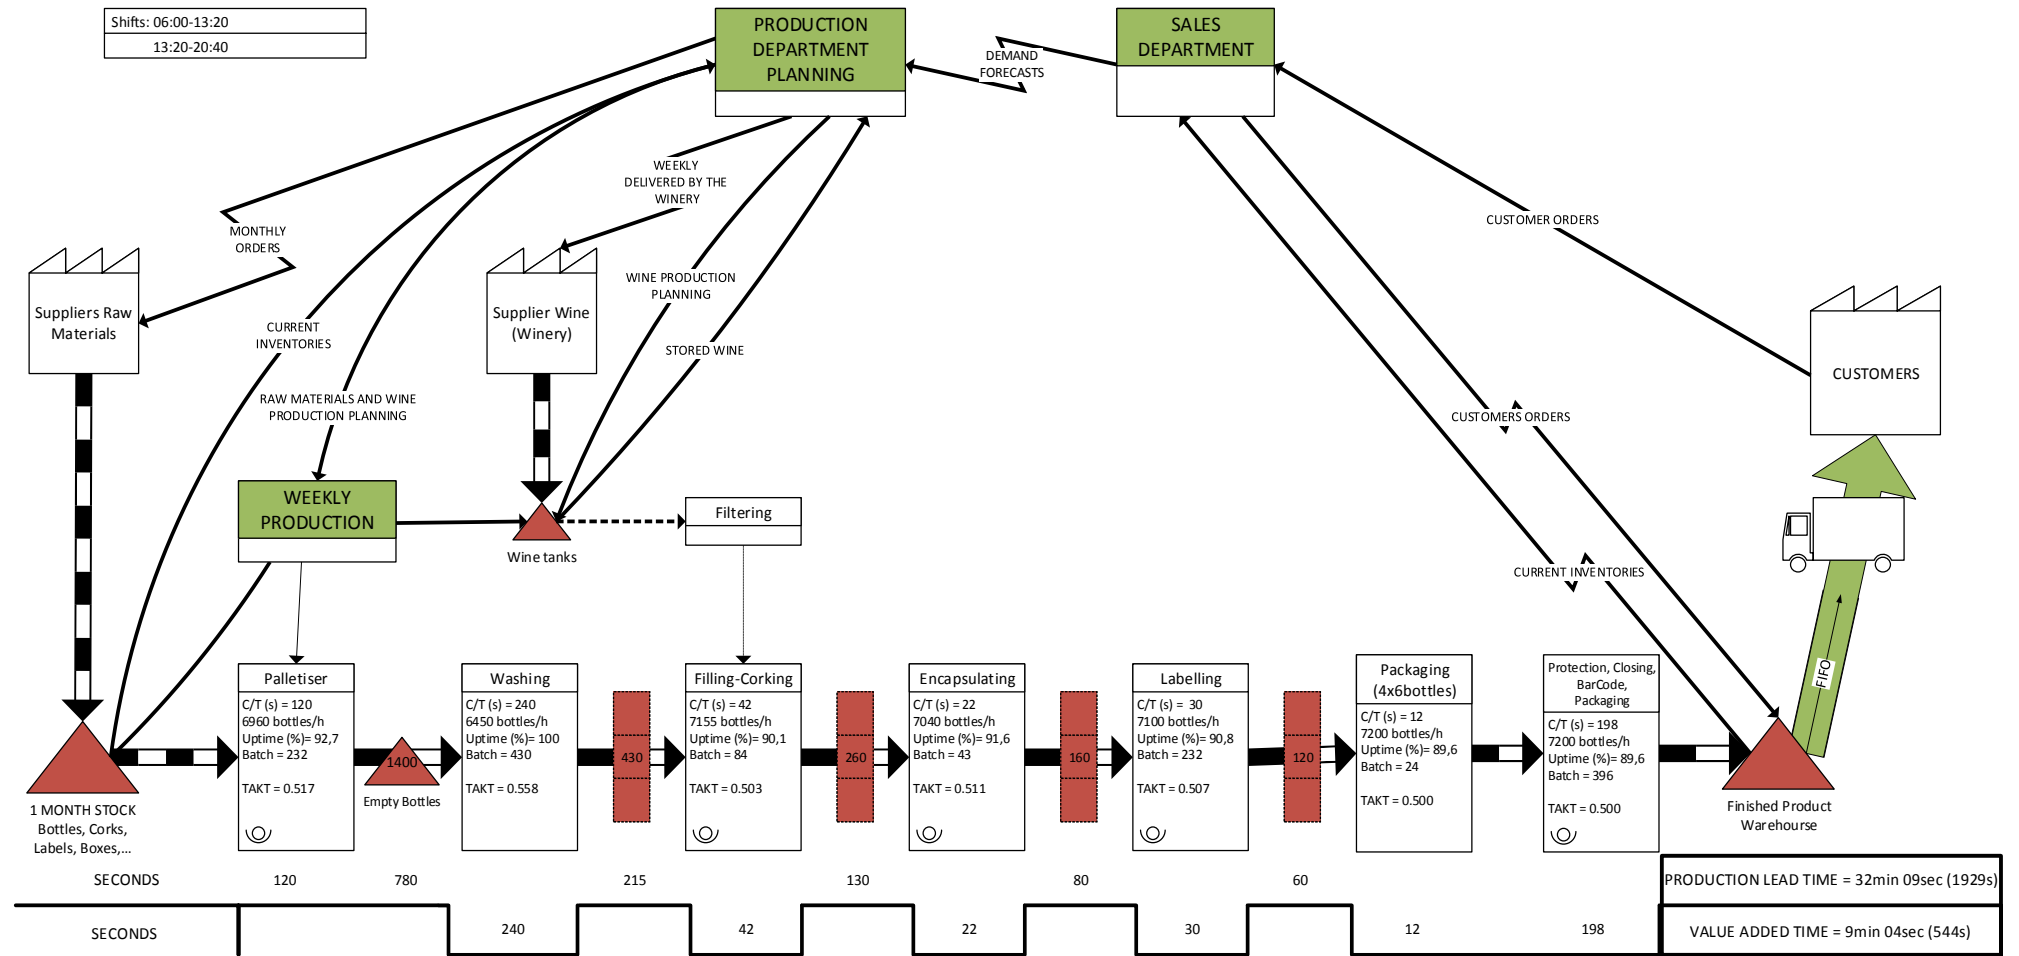 Shifts: 06:00-13:20
13:20-20:40
PRODUCTION
DEPARTMENT
PLANNING
SALES
DEPARTMENT
DEMAND
FORECASTS
WEEKLY
DELIVERED BY THE
WINERY
MONTHLY
ORDERS
CUSTOMER ORDERS
WINE PRODUCTION
PLANNING
Suppliers Raw
Materials
Supplier Wine
(Winery)
CURRENT
INVENTORIES
STORED WINE
CUSTOMERS
RAW MATERIALS AND WINE
PRODUCTION PLANNING
CUSTOMERS ORDERS
WEEKLY
PRODUCTION
Filtering
Wine tanks
CURRENT INVENTORIES
FIFO
Palletiser
C/T (s) = 120
6960 bottles/h
Uptime (%)= 92,7
Batch = 232
TAKT = 0.517
1400
Empty Bottles
Washing
C/T (s) = 240
6450 bottles/h
Uptime (%)= 100
Batch = 430
TAKT = 0.558
430
Filling-Corking
C/T (s) = 42
7155 bottles/h
Uptime (%)= 90,1
Batch = 84
TAKT = 0.503
260
Encapsulating
C/T (s) = 22
7040 bottles/h
Uptime (%)= 91,6
Batch = 43
TAKT = 0.511
160
Labelling
C/T (s) =  30
7100 bottles/h
Uptime (%)= 90,8
Batch = 232
TAKT = 0.507
120
Packaging
(4x6bottles)
C/T (s) = 12
7200 bottles/h
Uptime (%)= 89,6
Batch = 24
TAKT = 0.500
Protection, Closing,
BarCode,
Packaging
C/T (s) = 198
7200 bottles/h
Uptime (%)= 89,6
Batch = 396
TAKT = 0.500
1 MONTH STOCK
Bottles, Corks,
Labels, Boxes,...
Finished Product
Warehourse
SECONDS 120 780 215 130 80 60
PRODUCTION LEAD TIME = 32min 09sec (1929s)
SECONDS 240 42 22 30 12 198
VALUE ADDED TIME = 9min 04sec (544s)